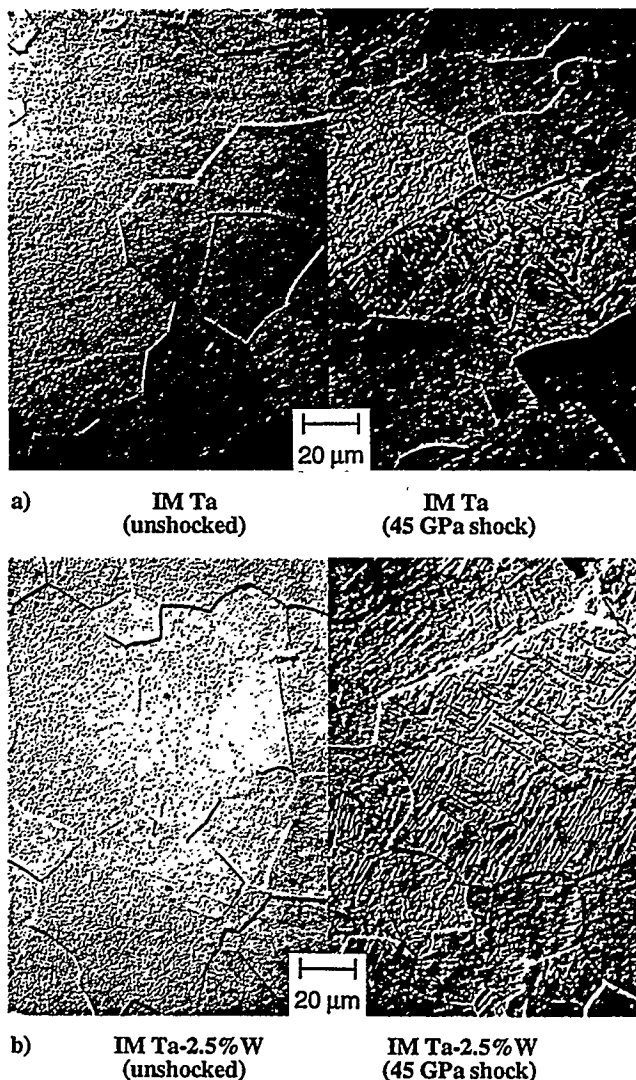 20 µm
a) IM Ta IM Ta
(unshocked) (45 GPa shock)
20 µm
b) IM Ta-2.5%W IM Ta-2.5%W
(unshocked) (45 GPa shock)